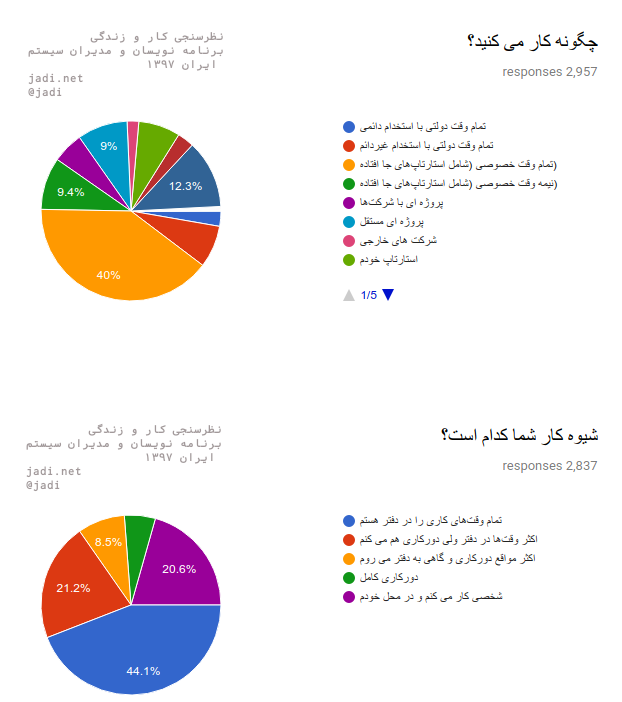 چگونه کار می کنید؟
2,957 responses
نظرسنجی کار و زندگی
برنامه نویسان و مدیران سیستم
ایران ۱۳۹۷
jadi.net
@jadi
9%
9.4%
12.3%
40%
تمام وقت دولتی با استخدام دائمی
تمام وقت دولتی با استخدام غیردائم
تمام وقت خصوصی (شامل استارتاپ‌های جا افتاده)
نیمه وقت خصوصی (شامل استارتاپ‌های جا افتاده)
پروژه ای با شرکت‌ها
پروژه ای مستقل
شرکت های خارجی
استارتاپ خودم
1/5
شیوه کار شما کدام است؟
2,837 responses
نظرسنجی کار و زندگی
برنامه نویسان و مدیران سیستم
ایران ۱۳۹۷
jadi.net
@jadi
8.5%
21.2%
20.6%
44.1%
تمام وقت‌های کاری را در دفتر هستم
اکثر وقت‌ها در دفتر ولی دورکاری هم می کنم
اکثر مواقع دورکاری و گاهی به دفتر می روم
دورکاری کامل
شخصی کار می کنم و در محل خودم